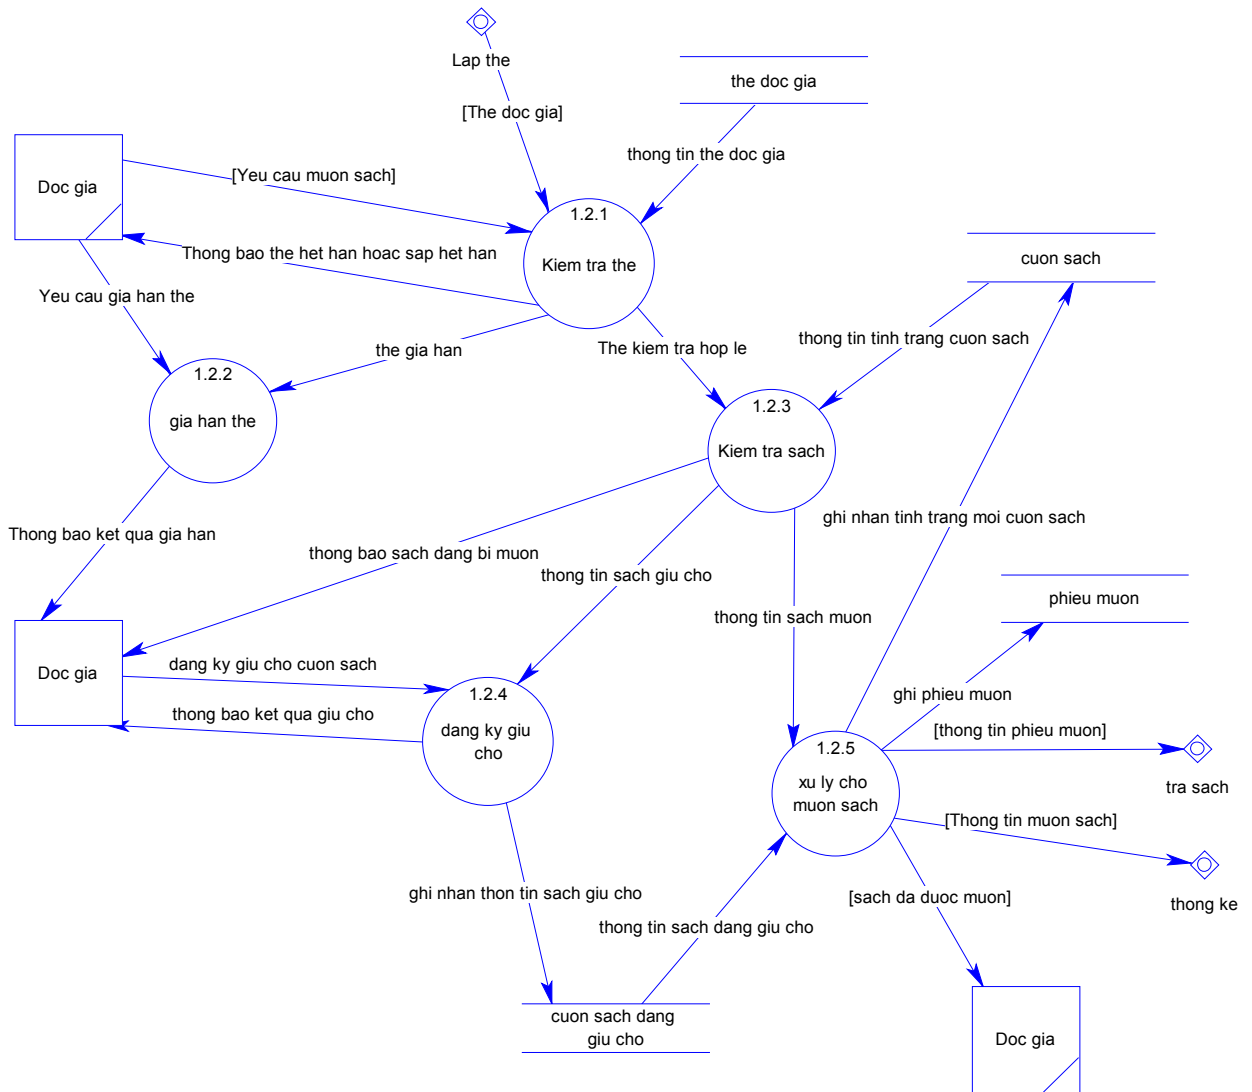 Lap the
the doc gia
[The doc gia]
thong tin the doc gia
[Yeu cau muon sach]
Doc gia
1.2.1
Kiem tra the
Thong bao the het han hoac sap het han
cuon sach
Yeu cau gia han the
the gia han
The kiem tra hop le
thong tin tinh trang cuon sach
1.2.2
gia han the
1.2.3
Kiem tra sach
ghi nhan tinh trang moi cuon sach
Thong bao ket qua gia han
thong bao sach dang bi muon
thong tin sach giu cho
phieu muon
thong tin sach muon
Doc gia
dang ky giu cho cuon sach
1.2.4
dang ky giu
cho
thong bao ket qua giu cho
ghi phieu muon
[thong tin phieu muon]
1.2.5
xu ly cho
muon sach
tra sach
[Thong tin muon sach]
thong ke
ghi nhan thon tin sach giu cho
[sach da duoc muon]
thong tin sach dang giu cho
cuon sach dang
giu cho
Doc gia